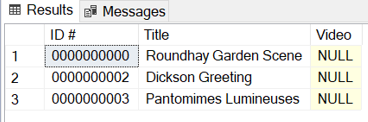 Results Messages
ID # Title Video
1 0000000000 Roundhay Garden Scene NULL
2 0000000002 Dickson Greeting NULL
3 0000000003 Pantomimes Lumineuses NULL